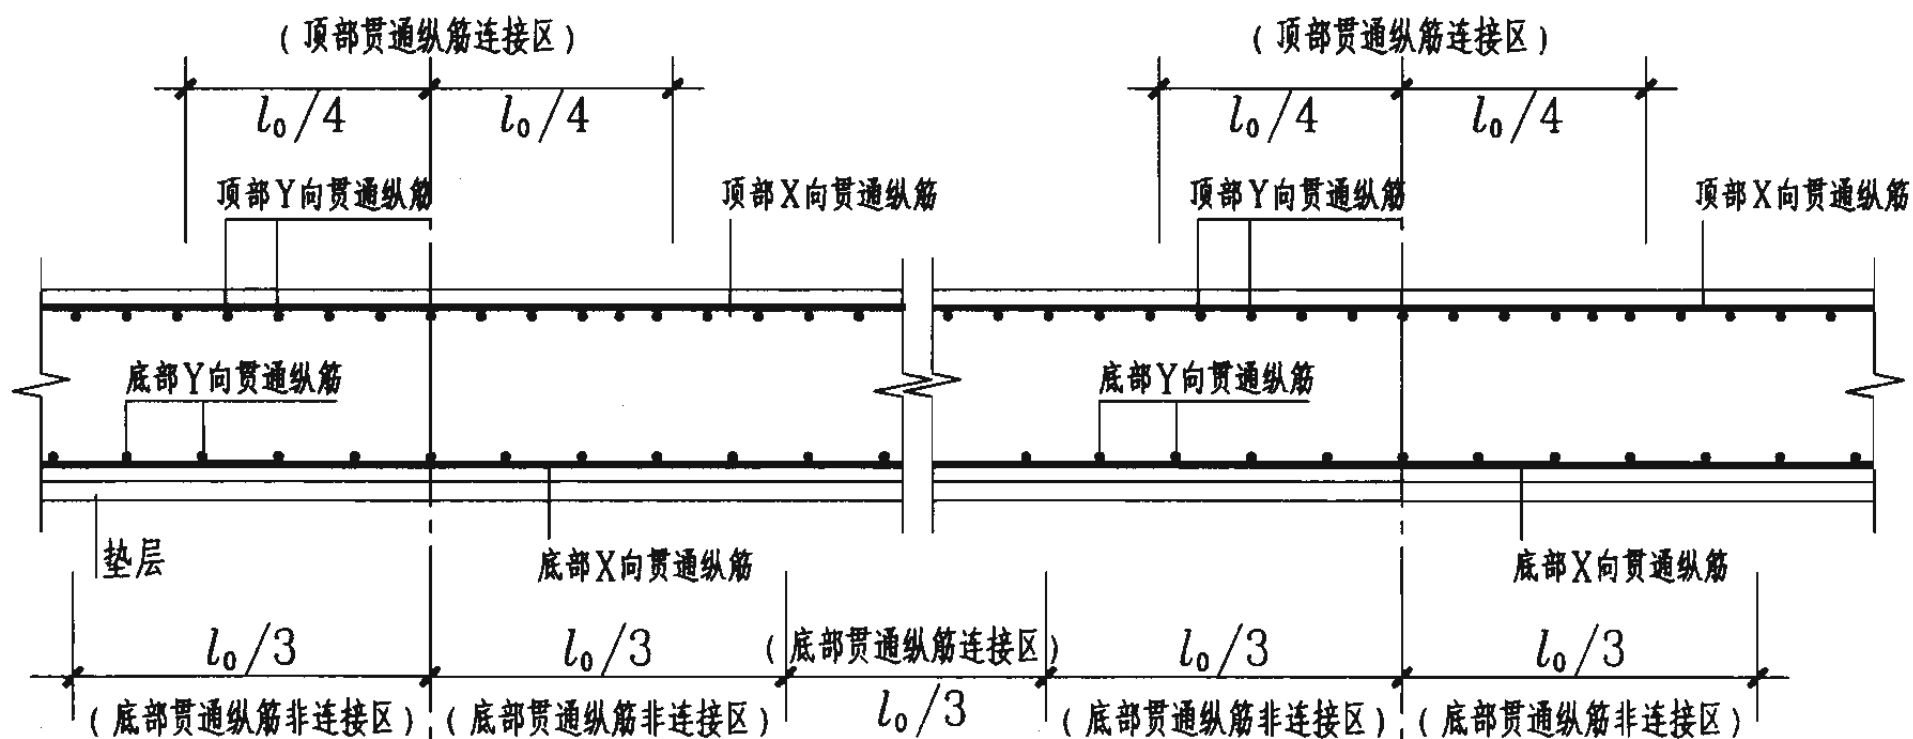 (顶部贯通纵筋连接区) (顶部贯通纵筋连接区)
l₀/4 l₀/4 l₀/4 l₀/4
顶部Y向贯通纵筋 顶部X向贯通纵筋 顶部Y向贯通纵筋 顶部X向贯通纵筋
底部Y向贯通纵筋 底部Y向贯通纵筋
垫层 底部X向贯通纵筋 底部X向贯通纵筋
l₀/3 l₀/3 (底部贯通纵筋连接区) l₀/3 l₀/3
(底部贯通纵筋非连接区) (底部贯通纵筋非连接区) l₀/3 (底部贯通纵筋非连接区) (底部贯通纵筋非连接区)